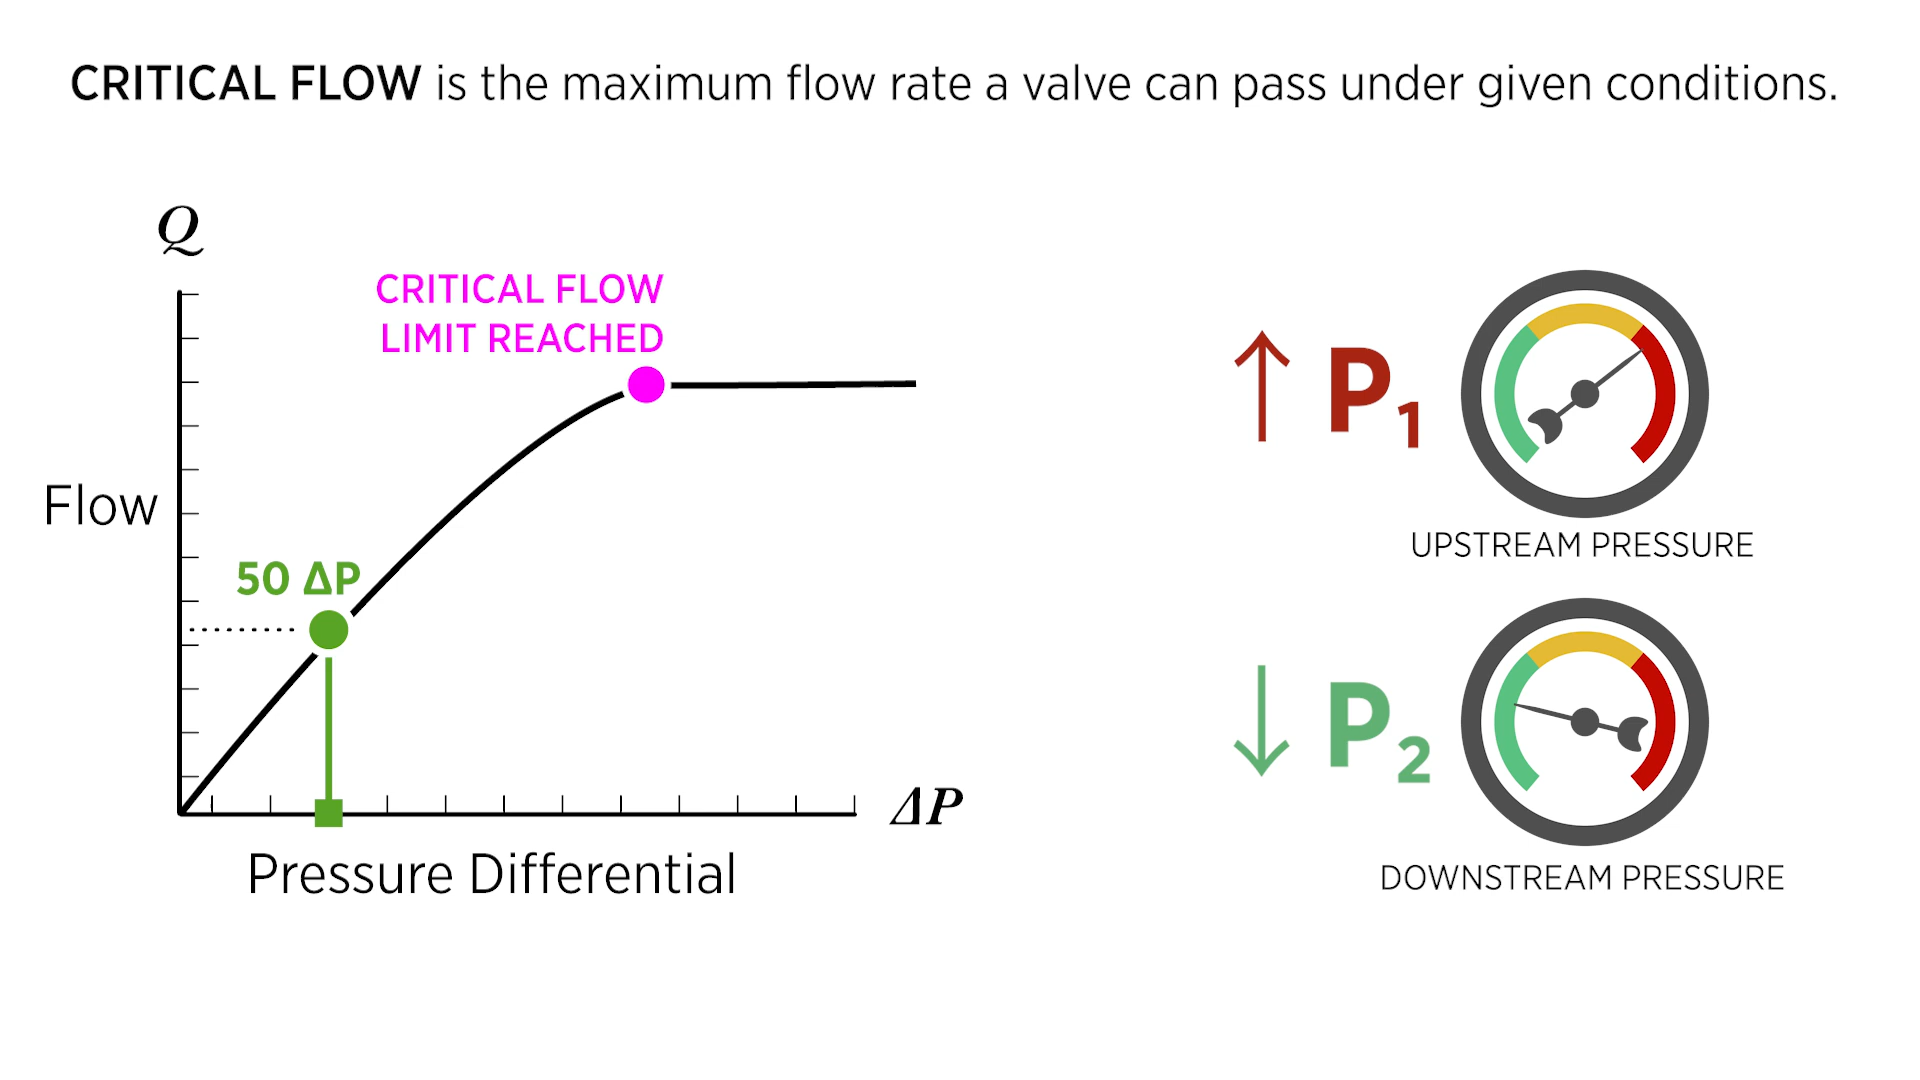 CRITICAL FLOW is the maximum flow rate a valve can pass under given conditions.
Q
CRITICAL FLOW
LIMIT REACHED
Flow
50 ΔP
ΔP
Pressure Differential
↑ P₁
UPSTREAM PRESSURE
↓ P₂
DOWNSTREAM PRESSURE